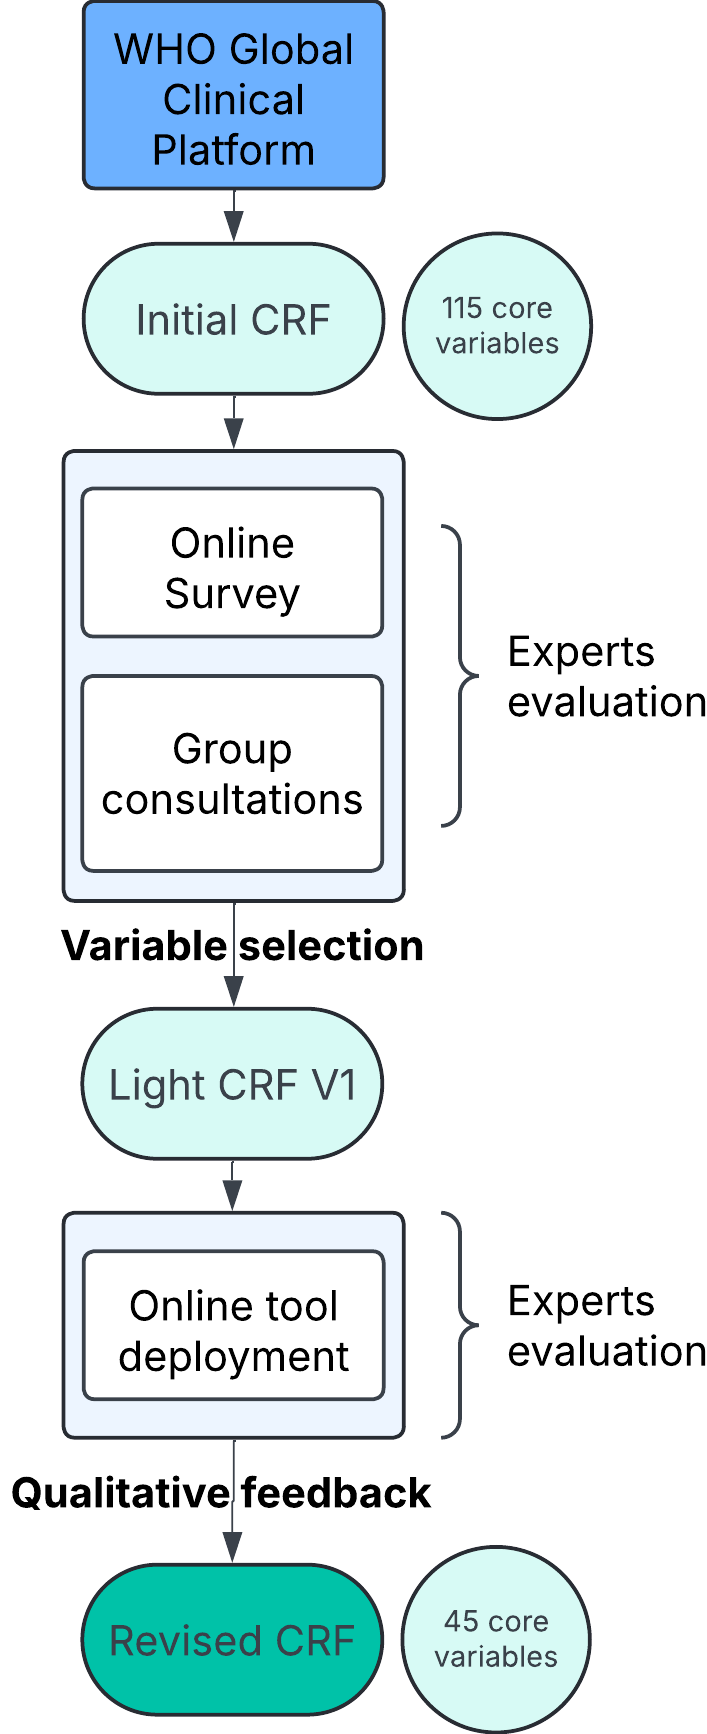 WHO Global
Clinical
Platform
Initial CRF
115 core
variables
Online
Survey
Group
consultations
Experts
evaluation
Variable selection
Light CRF V1
Online tool
deployment
Experts
evaluation
Qualitative feedback
Revised CRF
45 core
variables